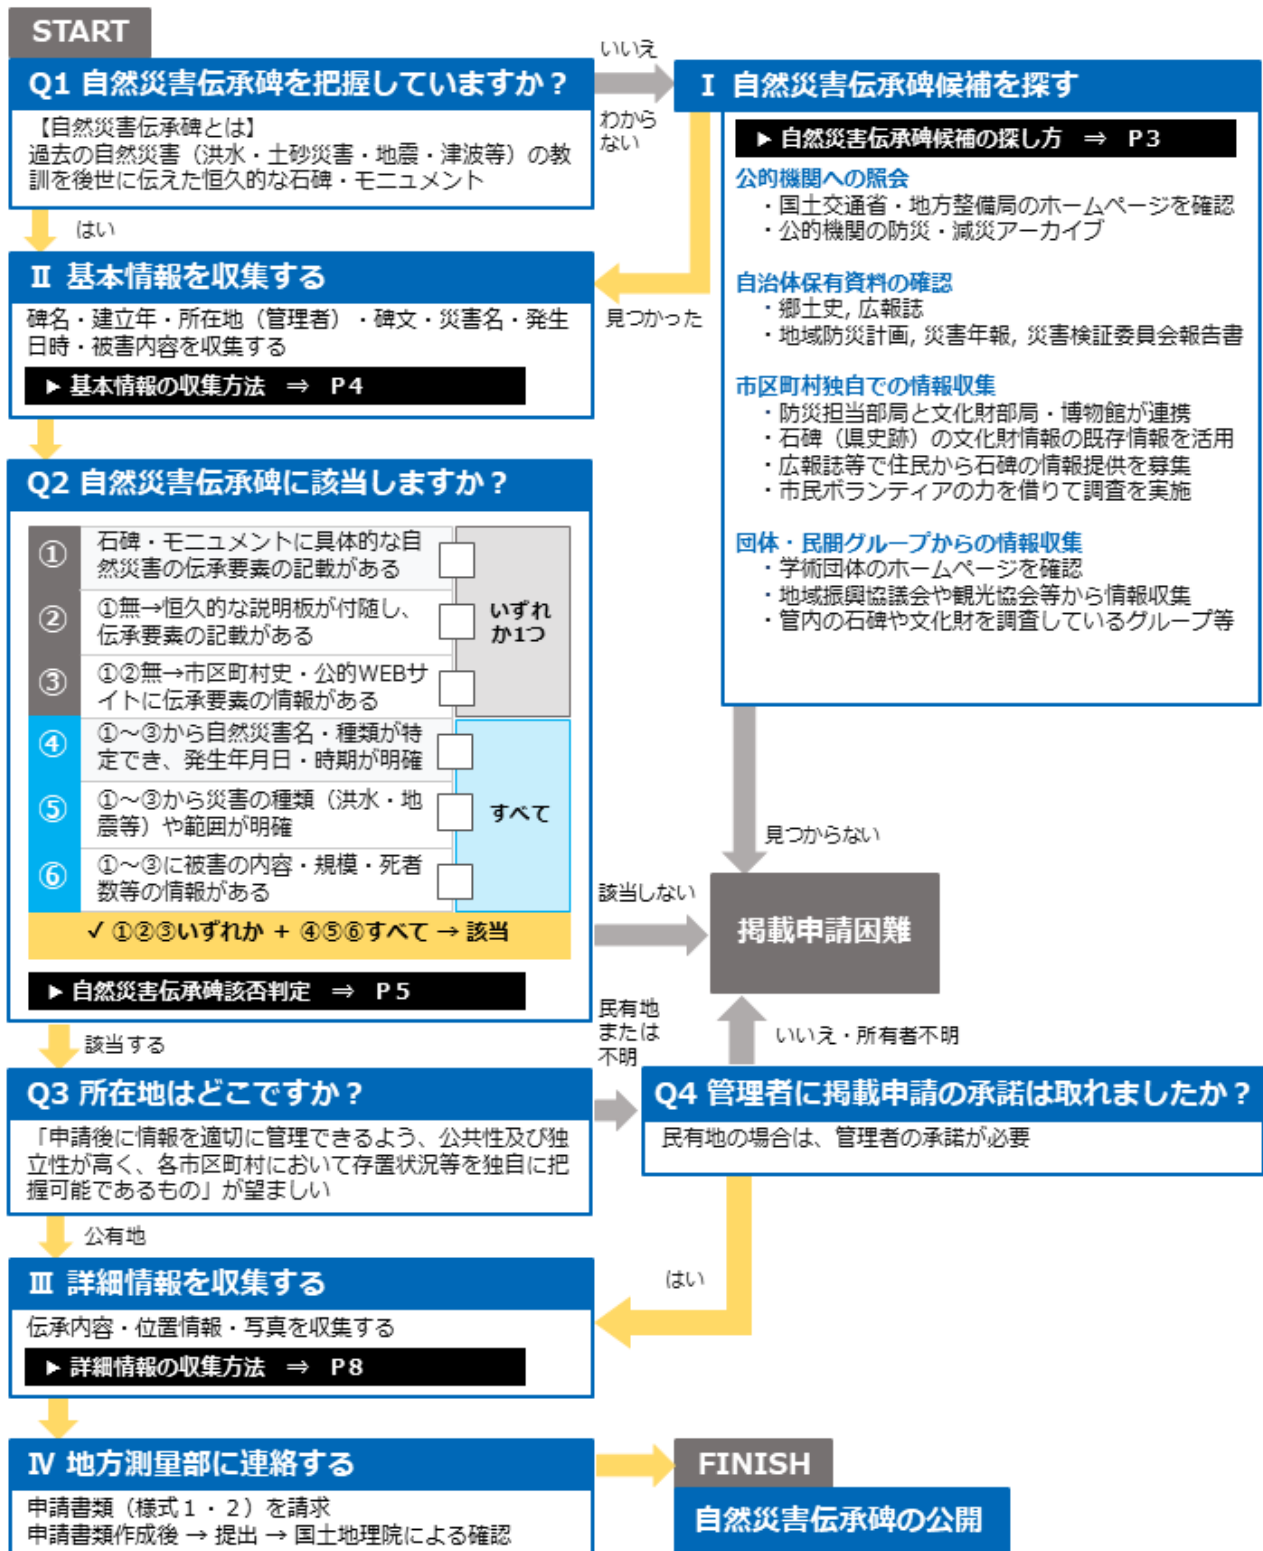 START
Q1 自然災害伝承碑を把握していますか？
【自然災害伝承碑とは】
過去の自然災害（洪水・土砂災害・地震・津波等）の教
訓を後世に伝えた恒久的な石碑・モニュメント
いいえ
わから
ない
はい
Ⅰ 自然災害伝承碑候補を探す
▶ 自然災害伝承碑候補の探し方 ⇒ P3
公的機関への照会
・国土交通省・地方整備局のホームページを確認
・公的機関の防災・減災アーカイブ
自治体保有資料の確認
・郷土史, 広報誌
・地域防災計画, 災害年報, 災害検証委員会報告書
市区町村独自での情報収集
・防災担当部局と文化財部局・博物館が連携
・石碑（県史跡）の文化財情報の既存情報を活用
・広報誌等で住民から石碑の情報提供を募集
・市民ボランティアの力を借りて調査を実施
団体・民間グループからの情報収集
・学術団体のホームページを確認
・地域振興協議会や観光協会等から情報収集
・管内の石碑や文化財を調査しているグループ等
見つかった
見つからない
Ⅱ 基本情報を収集する
碑名・建立年・所在地（管理者）・碑文・災害名・発生
日時・被害内容を収集する
▶ 基本情報の収集方法 ⇒ P4
Q2 自然災害伝承碑に該当しますか？
① 石碑・モニュメントに具体的な自
然災害の伝承要素の記載がある
② ①無→恒久的な説明板が付随し、
伝承要素の記載がある
③ ①②無→市区町村史・公的WEBサ
イトに伝承要素の情報がある
いずれ
か1つ
④ ①～③から自然災害名・種類が特
定でき、発生年月日・時期が明確
⑤ ①～③から災害の種類（洪水・地
震等）や範囲が明確
⑥ ①～③に被害の内容・規模・死者
数等の情報がある
すべて
✓ ①②③いずれか + ④⑤⑥すべて → 該当
▶ 自然災害伝承碑該否判定 ⇒ P5
該当しない
掲載申請困難
該当する
Q3 所在地はどこですか？
「申請後に情報を適切に管理できるよう、公共性及び独
立性が高く、各市区町村において存置状況等を独自に把
握可能であるもの」が望ましい
民有地
または
不明
いいえ・所有者不明
Q4 管理者に掲載申請の承諾は取れましたか？
民有地の場合は、管理者の承諾が必要
公有地
はい
Ⅲ 詳細情報を収集する
伝承内容・位置情報・写真を収集する
▶ 詳細情報の収集方法 ⇒ P8
Ⅳ 地方測量部に連絡する
申請書類（様式１・２）を請求
申請書類作成後 → 提出 → 国土地理院による確認
FINISH
自然災害伝承碑の公開